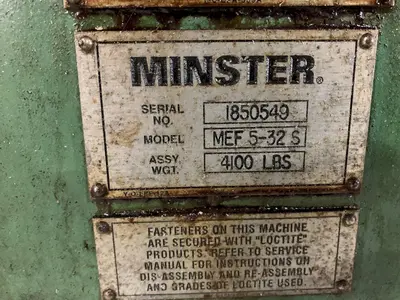 MINSTER®
SERIAL NO. 1850549
MODEL MEF 5-32 S
ASSY. WGT. 4100 LBS
FASTENERS ON THIS MACHINE
ARE SECURED WITH "LOCTITE"
PRODUCTS. REFER TO SERVICE
MANUAL FOR INSTRUCTIONS ON
DIS-ASSEMBLY AND RE-ASSEMBLY
AND GRADES OF LOCTITE USED.